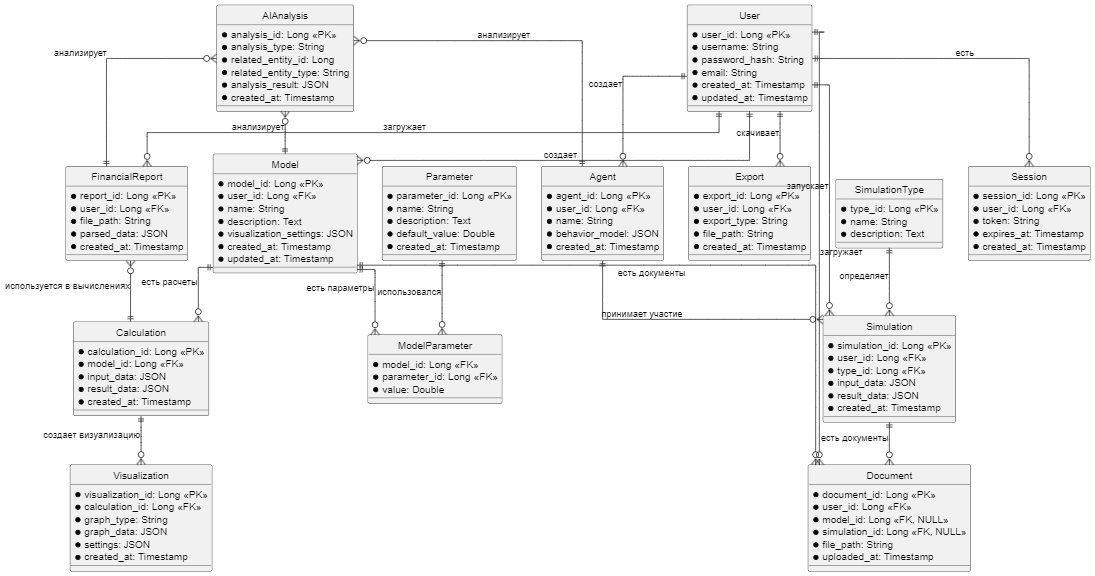 AIAnalysis
analysis_id: Long «PK»
analysis_type: String
related_entity_id: Long
related_entity_type: String
analysis_result: JSON
created_at: Timestamp
User
user_id: Long «PK»
username: String
password_hash: String
email: String
created_at: Timestamp
updated_at: Timestamp
анализирует
анализирует
есть
создает
анализирует
загружает
скачивает
создает
запускает
FinancialReport
report_id: Long «PK»
user_id: Long «FK»
file_path: String
parsed_data: JSON
created_at: Timestamp
Model
model_id: Long «PK»
user_id: Long «FK»
name: String
description: Text
visualization_settings: JSON
created_at: Timestamp
updated_at: Timestamp
Parameter
parameter_id: Long «PK»
name: String
description: Text
default_value: Double
created_at: Timestamp
Agent
agent_id: Long «PK»
user_id: Long «FK»
name: String
behavior_model: JSON
created_at: Timestamp
Export
export_id: Long «PK»
user_id: Long «FK»
export_type: String
file_path: String
created_at: Timestamp
SimulationType
type_id: Long «PK»
name: String
description: Text
Session
session_id: Long «PK»
user_id: Long «FK»
token: String
expires_at: Timestamp
created_at: Timestamp
загружает
используется в вычислениях
есть расчеты
есть параметры
использовался
есть документы
определяет
принимает участие
Calculation
calculation_id: Long «PK»
model_id: Long «FK»
input_data: JSON
result_data: JSON
created_at: Timestamp
ModelParameter
model_id: Long «FK»
parameter_id: Long «FK»
value: Double
Simulation
simulation_id: Long «PK»
user_id: Long «FK»
type_id: Long «FK»
input_data: JSON
result_data: JSON
created_at: Timestamp
создает визуализацию
есть документы
Visualization
visualization_id: Long «PK»
calculation_id: Long «FK»
graph_type: String
graph_data: JSON
settings: JSON
created_at: Timestamp
Document
document_id: Long «PK»
user_id: Long «FK»
model_id: Long «FK, NULL»
simulation_id: Long «FK, NULL»
file_path: String
uploaded_at: Timestamp